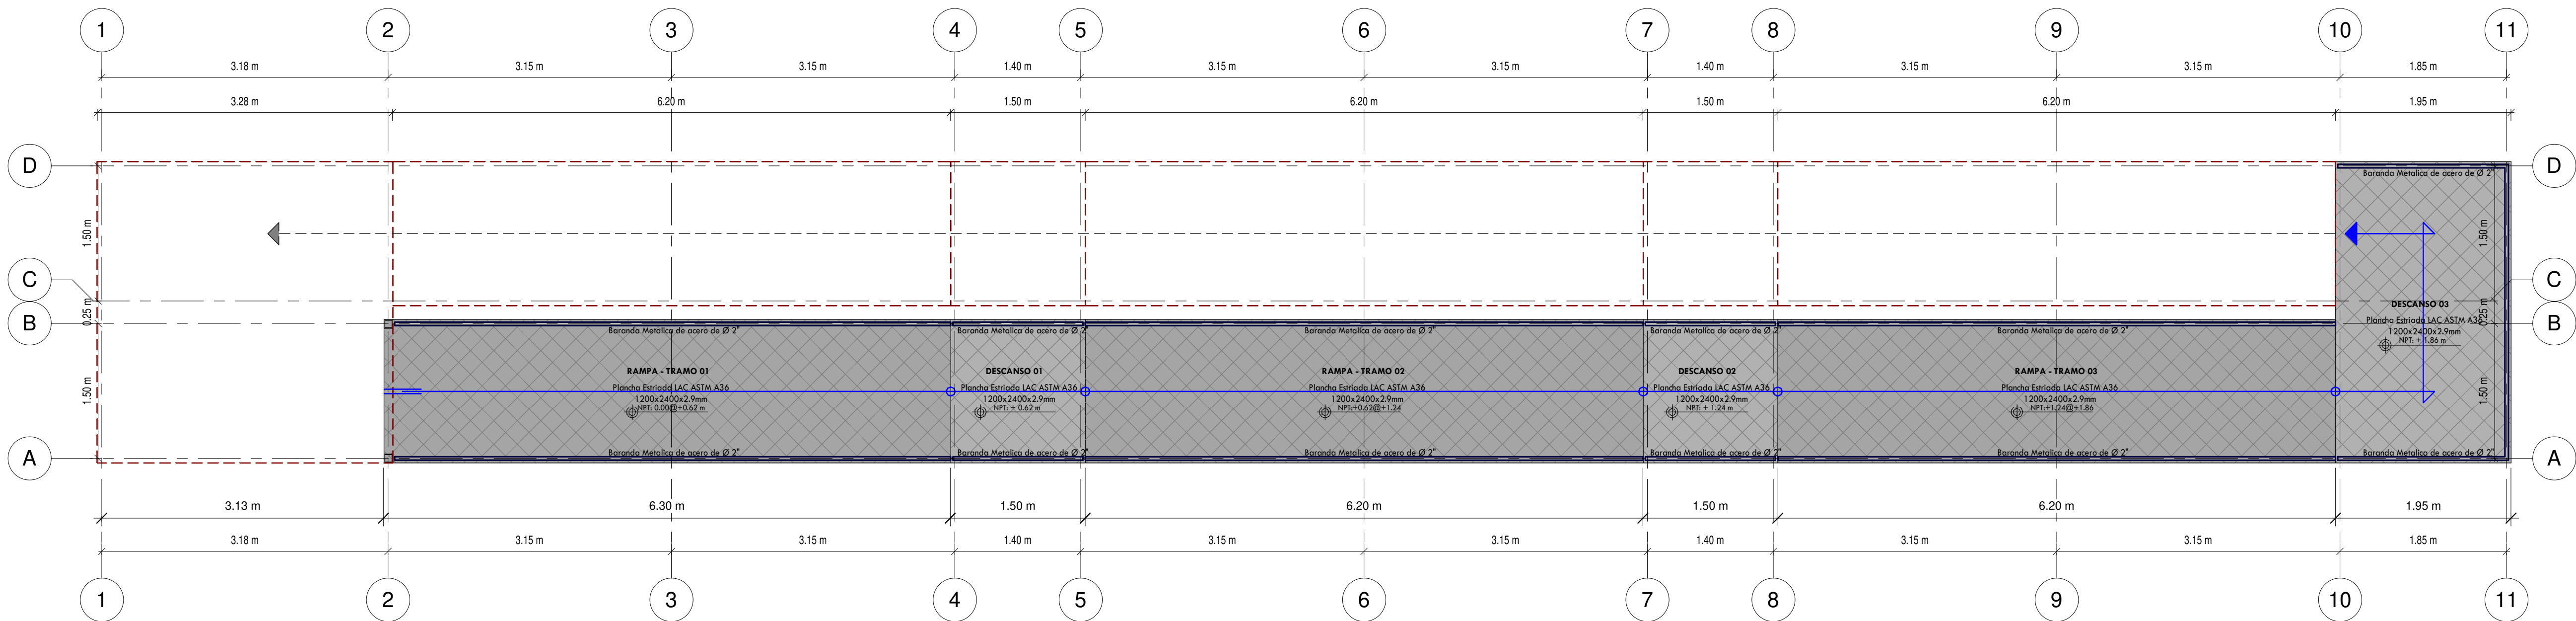 1 2 3 4 5 6 7 8 9 10 11
3.18 m 3.15 m 3.15 m 1.40 m 3.15 m 3.15 m 1.40 m 3.15 m 3.15 m 1.85 m
3.28 m 6.20 m 1.50 m 6.20 m 1.50 m 6.20 m 1.95 m
D D
Baranda Metalica de acero de Ø 2"
1.50 m 1.50 m
C C
DESCANSO 03
0.25 m 0.25 m
Plancha Estriada LAC ASTM A36
B B
Baranda Metalica de acero de Ø 2" Baranda Metalica de acero de Ø 2" Baranda Metalica de acero de Ø 2" Baranda Metalica de acero de Ø 2" Baranda Metalica de acero de Ø 2"
1200x2400x2.9mm
NPT: + 1.86 m
RAMPA - TRAMO 01 DESCANSO 01 RAMPA - TRAMO 02 DESCANSO 02 RAMPA - TRAMO 03
Plancha Estriada LAC ASTM A36 Plancha Estriada LAC ASTM A36 Plancha Estriada LAC ASTM A36 Plancha Estriada LAC ASTM A36 Plancha Estriada LAC ASTM A36
1.50 m 1.50 m
1200x2400x2.9mm 1200x2400x2.9mm 1200x2400x2.9mm 1200x2400x2.9mm 1200x2400x2.9mm
NPT: 0.00@+0.62 m NPT: + 0.62 m NPT:+0.62@+1.24 NPT: + 1.24 m NPT:+1.24@+1.86
Baranda Metalica de acero de Ø 2" Baranda Metalica de acero de Ø 2" Baranda Metalica de acero de Ø 2" Baranda Metalica de acero de Ø 2" Baranda Metalica de acero de Ø 2" Baranda Metalica de acero de Ø 2"
A A
3.13 m 6.30 m 1.50 m 6.20 m 1.50 m 6.20 m 1.95 m
3.18 m 3.15 m 3.15 m 1.40 m 3.15 m 3.15 m 1.40 m 3.15 m 3.15 m 1.85 m
1 2 3 4 5 6 7 8 9 10 11